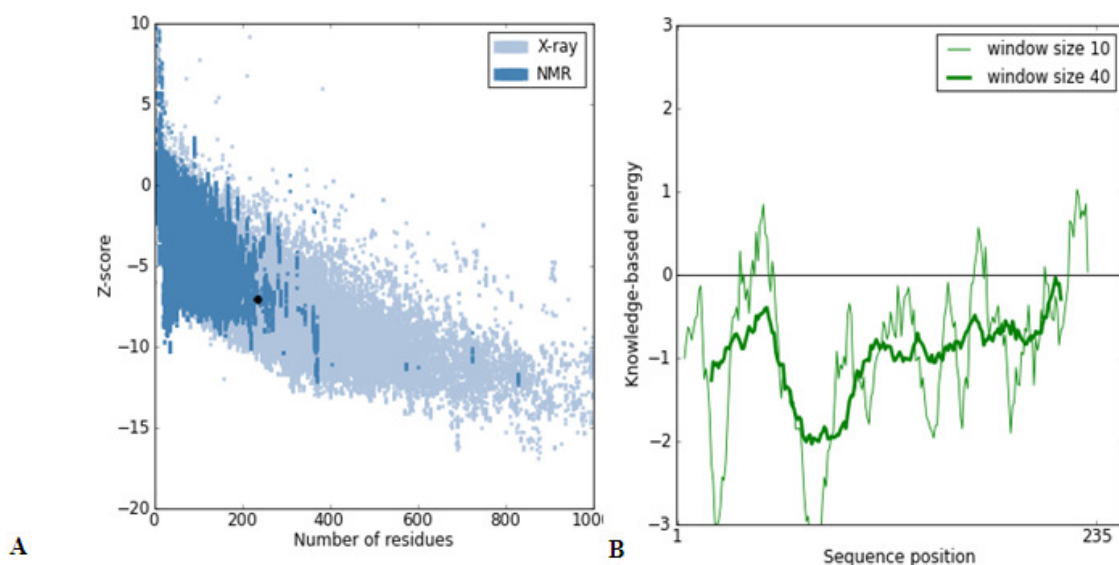 10
5
0
−5
−10
−15
−20
Z-score
0
200
400
600
800
1000
Number of residues
X-ray
NMR
A
3
2
1
0
−1
−2
−3
Knowledge-based energy
1
235
Sequence position
window size 10
window size 40
B